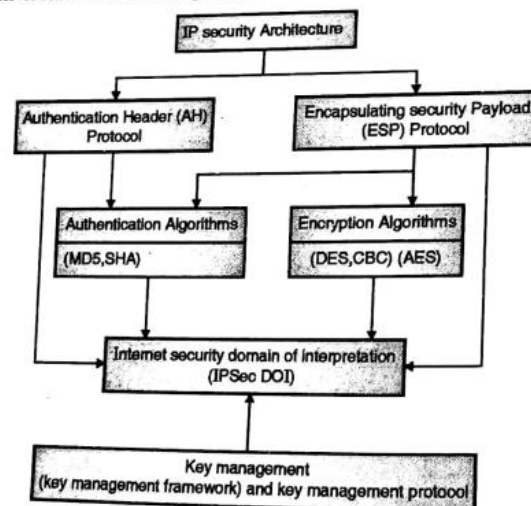 IP security Architecture
Authentication Header (AH)
Protocol
Encapsulating security Payload
(ESP) Protocol
Authentication Algorithms
(MD5,SHA)
Encryption Algorithms
(DES,CBC) (AES)
Internet security domain of interpretation
(IPSec DOI)
Key management
(key management framework) and key management protocol